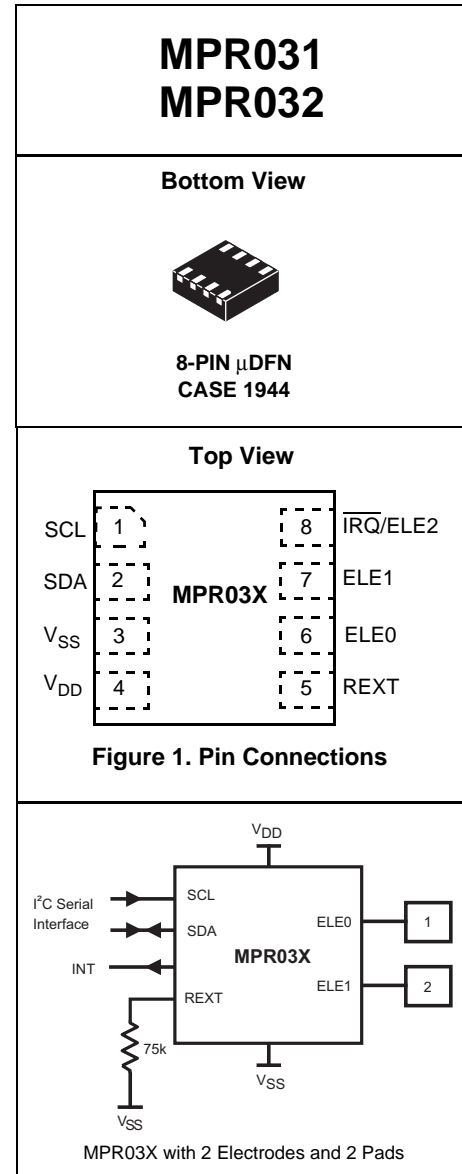 MPR031
MPR032
Bottom View
8-PIN μDFN
CASE 1944
Top View
SCL 1 8 IRQ/ELE2
SDA 2 7 ELE1
MPR03X
VSS 3 6 ELE0
VDD 4 5 REXT
Figure 1. Pin Connections
VDD
I²C Serial
Interface
SCL
SDA
INT
REXT
MPR03X
ELE0 1
ELE1 2
75k
VSS
VSS
MPR03X with 2 Electrodes and 2 Pads